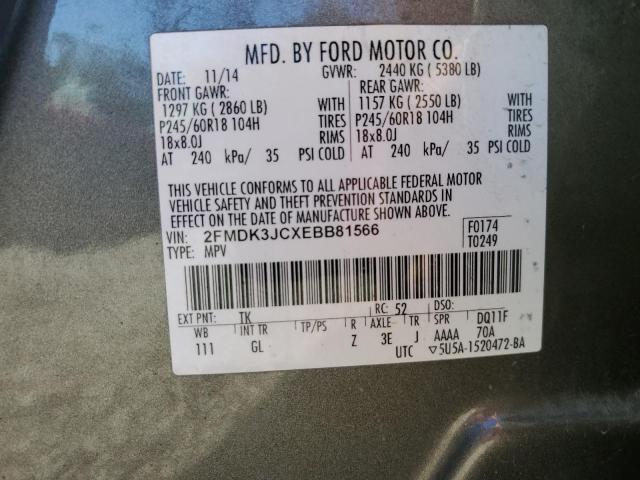 MFD. BY FORD MOTOR CO.
DATE: 11/14 GVWR: 2440 KG ( 5380 LB)
FRONT GAWR: REAR GAWR:
1297 KG ( 2860 LB) WITH 1157 KG ( 2550 LB) WITH
P245/60R18 104H TIRES P245/60R18 104H TIRES
18x8.0J RIMS 18x8.0J RIMS
AT 240 kPa/ 35 PSI COLD AT 240 kPa/ 35 PSI COLD
THIS VEHICLE CONFORMS TO ALL APPLICABLE FEDERAL MOTOR
VEHICLE SAFETY AND THEFT PREVENTION STANDARDS IN
EFFECT ON THE DATE OF MANUFACTURE SHOWN ABOVE.
VIN: 2FMDK3JCXEBB81566 F0174
TYPE: MPV T0249
EXT PNT: TK RC: 52 DSO:
WB INT TR TP/PS R AXLE TR SPR DQ11F
111 GL Z 3E J AAAA 70A
UTC ▽5U5A-1520472-BA